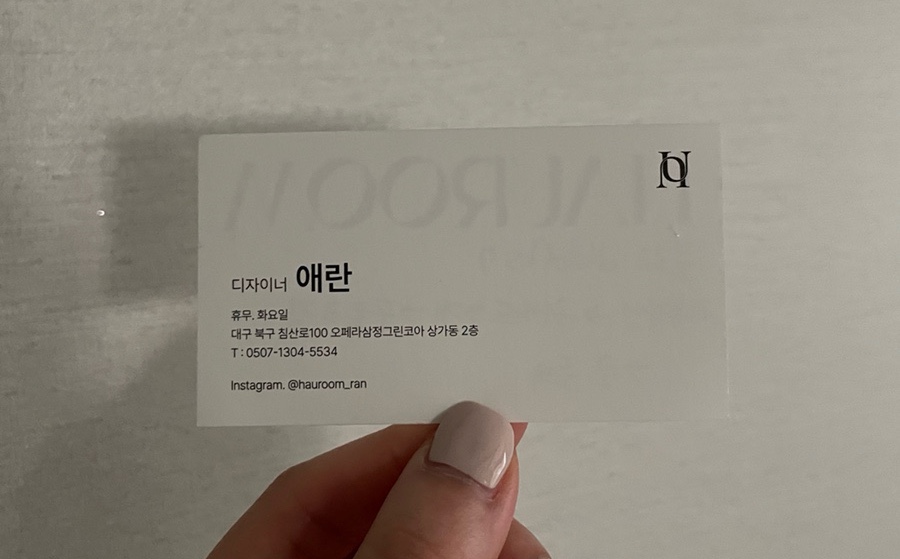 디자이너 애란
휴무. 화요일
대구 북구 침산로100 오페라삼정그린코아 상가동 2층
T : 0507-1304-5534
Instagram. @hauroom_ran